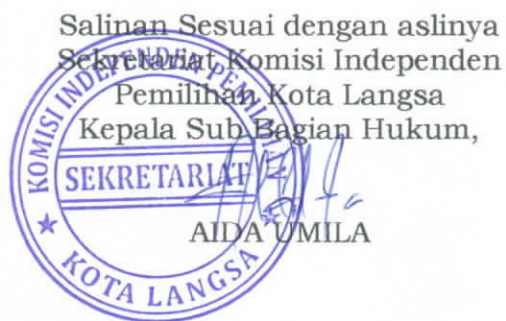 Salinan Sesuai dengan aslinya
Sekretariat Komisi Independen
Pemilihan Kota Langsa
Kepala Sub Bagian Hukum,
KOMISI INDEPENDEN PEMILIHAN
SEKRETARIAT
KOTA LANGSA
AIDA UMILA